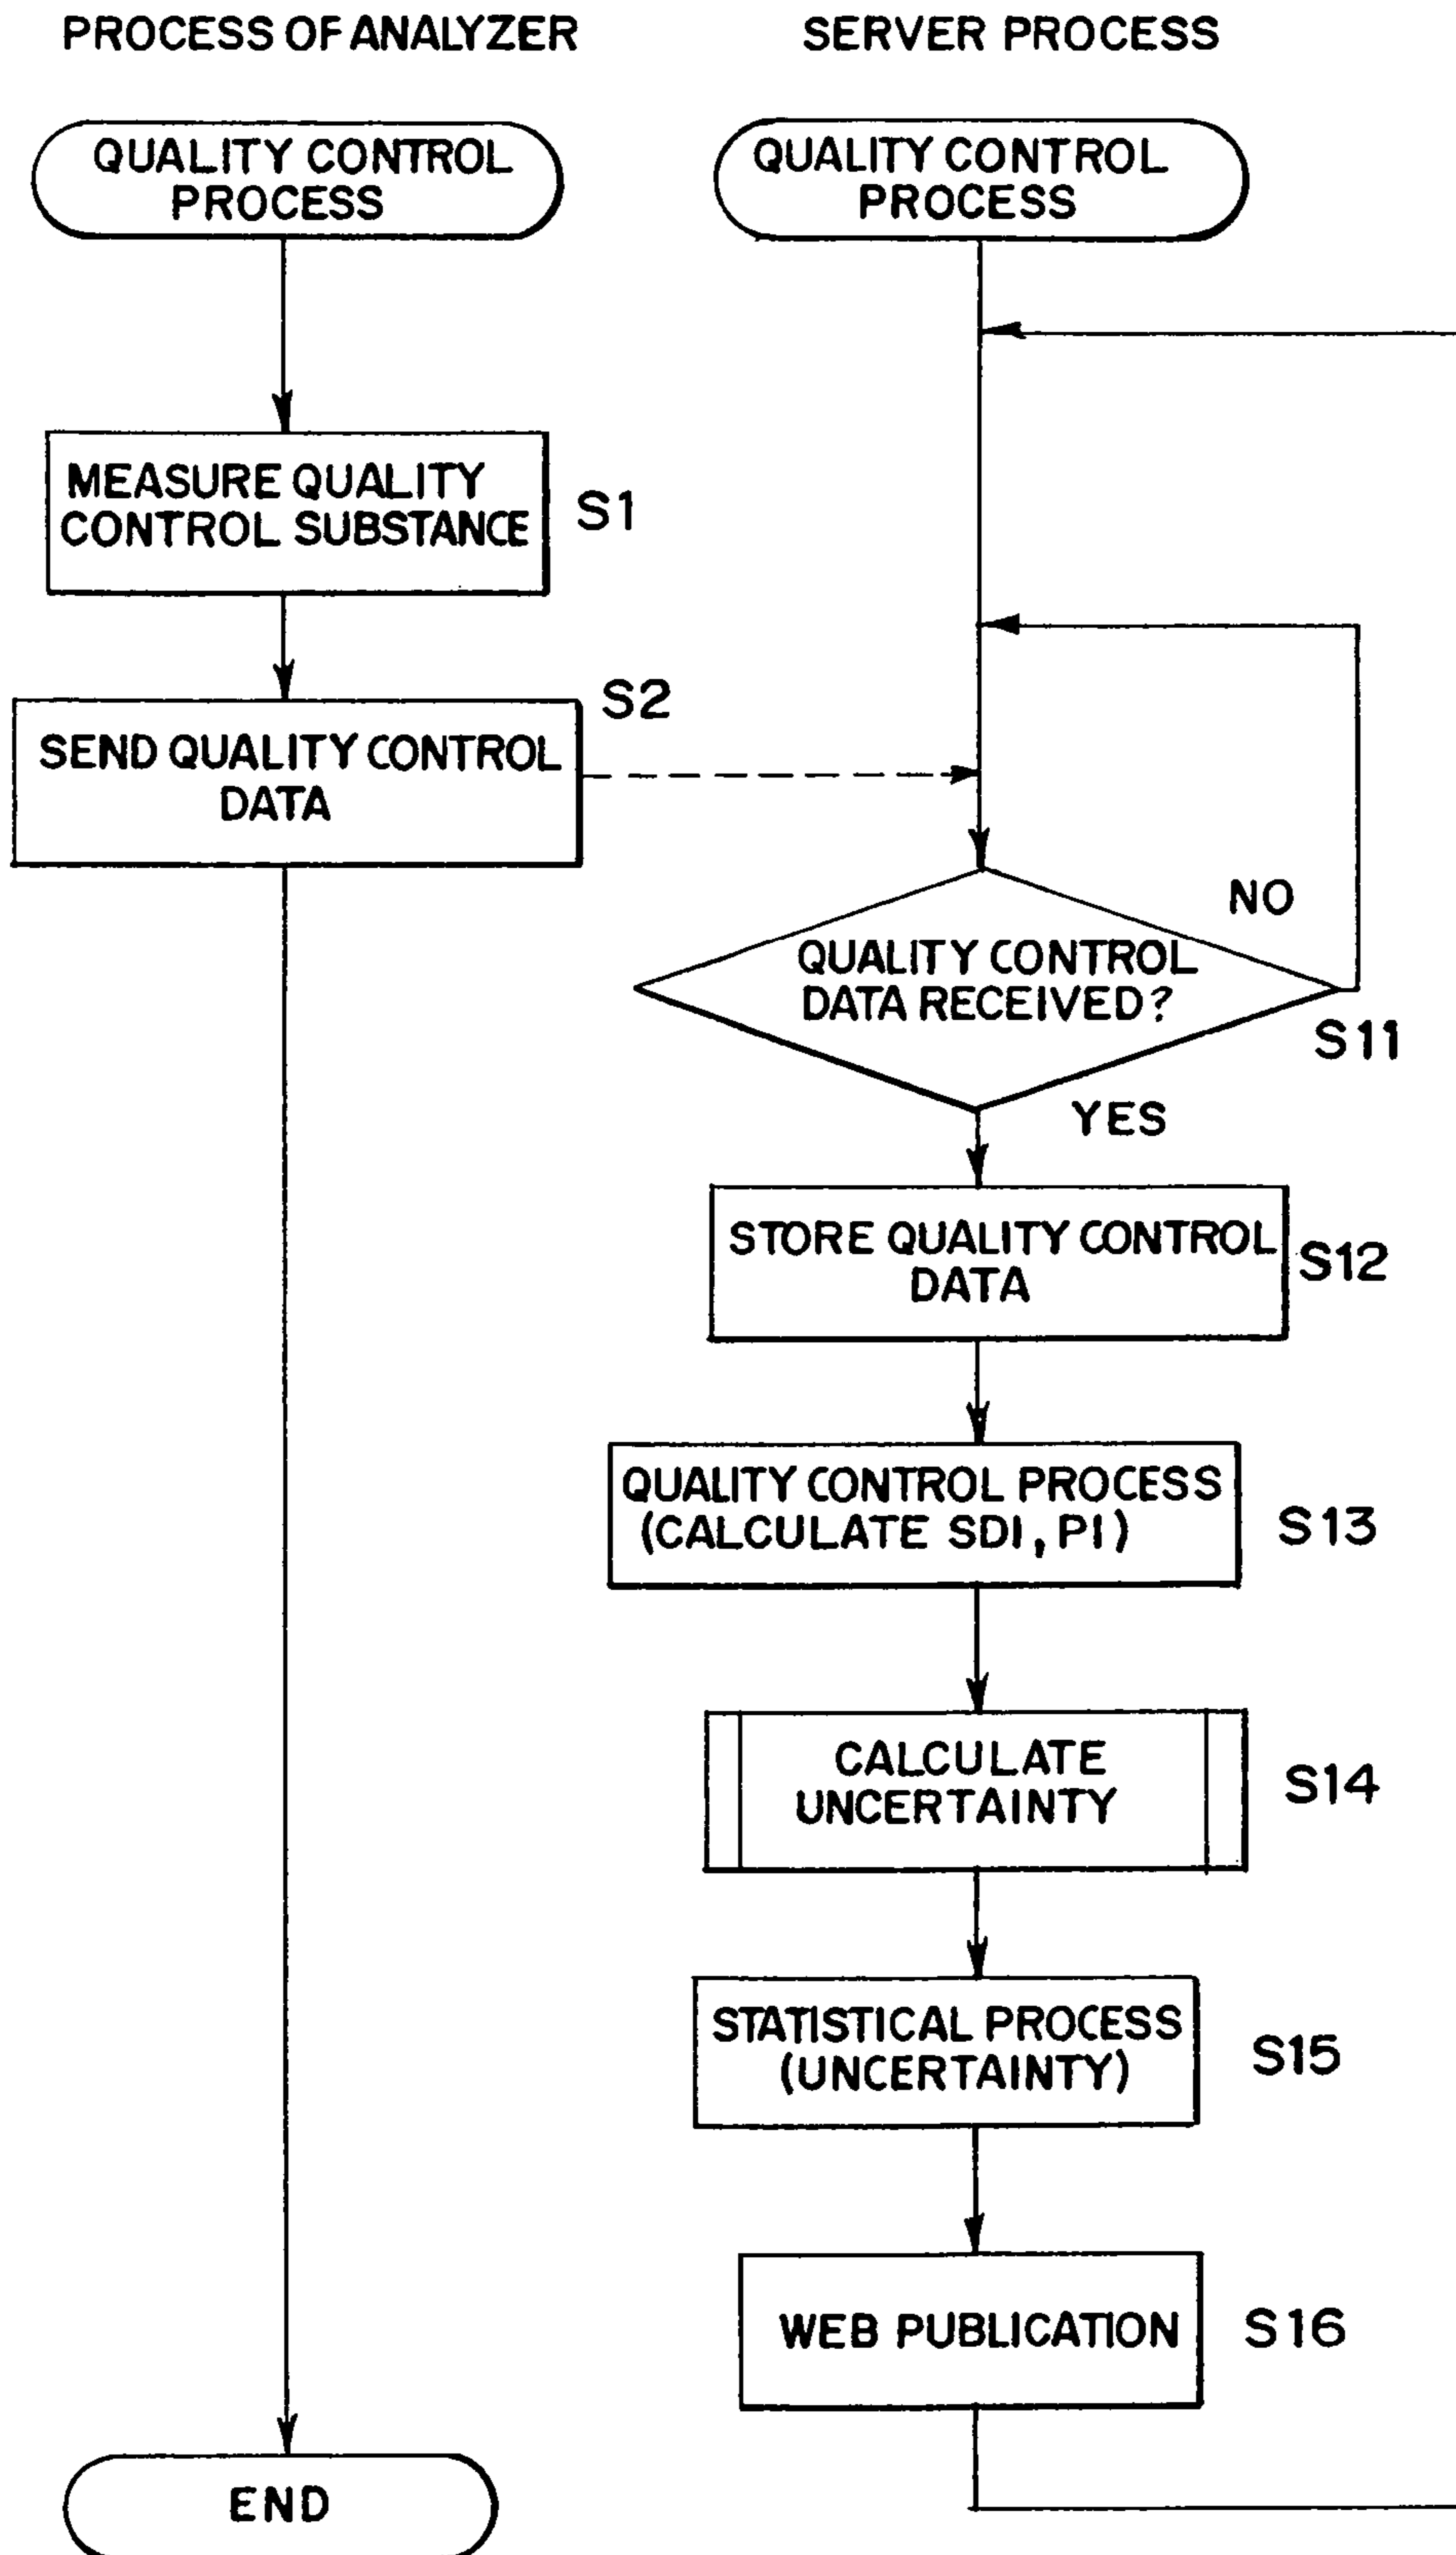 PROCESS OF ANALYZER
SERVER PROCESS
QUALITY CONTROL
PROCESS
QUALITY CONTROL
PROCESS
MEASURE QUALITY
CONTROL SUBSTANCE
S1
SEND QUALITY CONTROL
DATA
S2
NO
QUALITY CONTROL
DATA RECEIVED?
S11
YES
STORE QUALITY CONTROL
DATA
S12
QUALITY CONTROL PROCESS
(CALCULATE SDI, PI)
S13
CALCULATE
UNCERTAINTY
S14
STATISTICAL PROCESS
(UNCERTAINTY)
S15
WEB PUBLICATION
S16
END